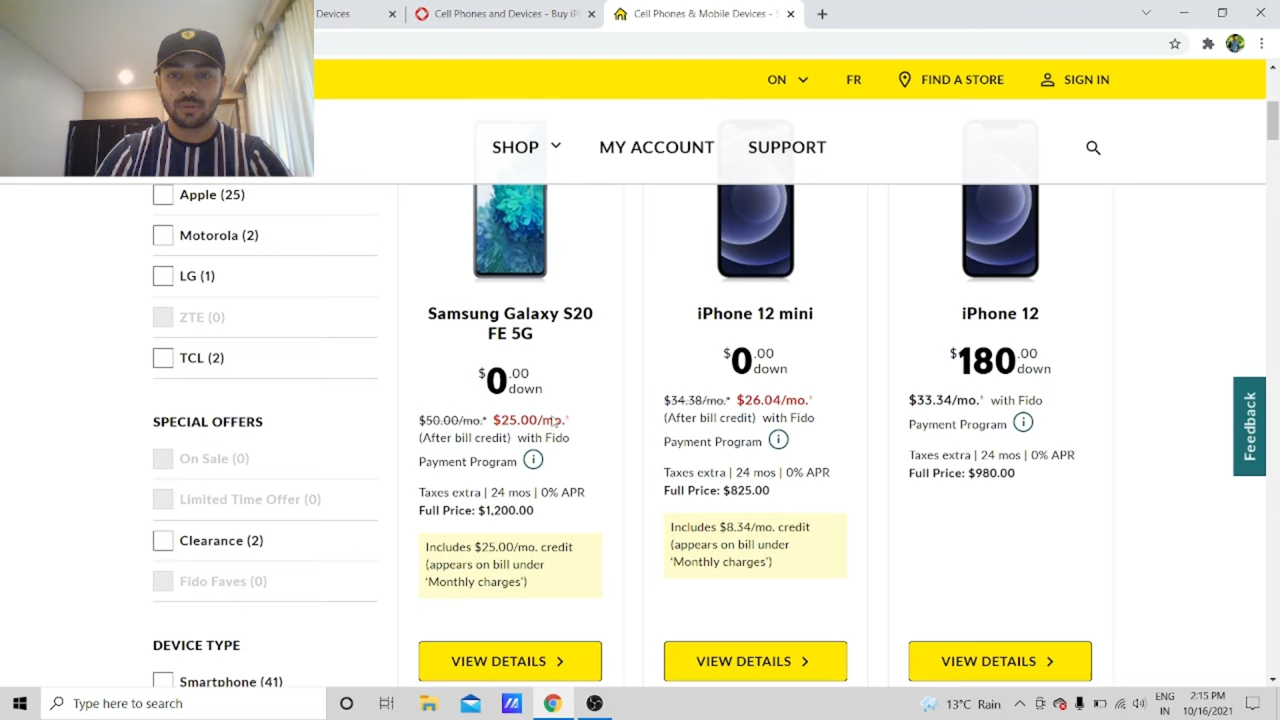 Devices
Cell Phones and Devices - Buy iP
Cell Phones & Mobile Devices - S
ON
FR
FIND A STORE
SIGN IN
SHOP
MY ACCOUNT
SUPPORT
Apple (25)
Motorola (2)
LG (1)
ZTE (0)
TCL (2)
SPECIAL OFFERS
On Sale (0)
Limited Time Offer (0)
Clearance (2)
Fido Faves (0)
DEVICE TYPE
Smartphone (41)
Samsung Galaxy S20
FE 5G
$0.00
down
$50.00/mo.* $25.00/mo.*
(After bill credit) with Fido
Payment Program
Taxes extra | 24 mos | 0% APR
Full Price: $1,200.00
Includes $25.00/mo. credit
(appears on bill under
‘Monthly charges’)
VIEW DETAILS
iPhone 12 mini
$0.00
down
$34.38/mo.* $26.04/mo.*
(After bill credit) with Fido
Payment Program
Taxes extra | 24 mos | 0% APR
Full Price: $825.00
Includes $8.34/mo. credit
(appears on bill under
‘Monthly charges’)
VIEW DETAILS
iPhone 12
$180.00
down
$33.34/mo.* with Fido
Payment Program
Taxes extra | 24 mos | 0% APR
Full Price: $980.00
VIEW DETAILS
Feedback
Type here to search
13°C Rain
ENG
IN
2:15 PM
10/16/2021